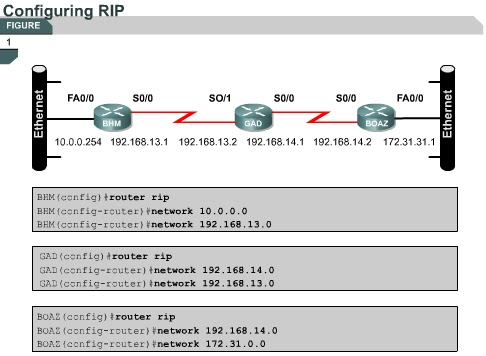 Configuring RIP
FIGURE
1
Ethernet
FA0/0 S0/0 SO/1 S0/0 S0/0 FA0/0
BHM GAD BOAZ
Ethernet
10.0.0.254 192.168.13.1 192.168.13.2 192.168.14.1 192.168.14.2 172.31.31.1
BHM(config)#router rip
BHM(config-router)#network 10.0.0.0
BHM(config-router)#network 192.168.13.0
GAD(config)#router rip
GAD(config-router)#network 192.168.14.0
GAD(config-router)#network 192.168.13.0
BOAZ(config)#router rip
BOAZ(config-router)#network 192.168.14.0
BOAZ(config-router)#network 172.31.0.0